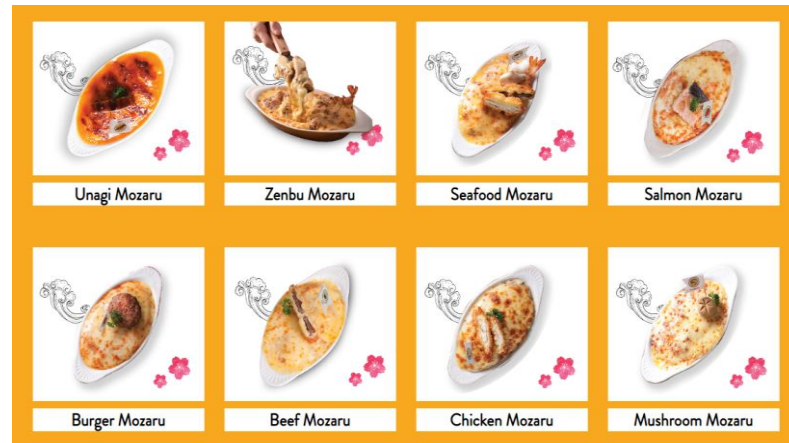 Unagi Mozaru
Zenbu Mozaru
Seafood Mozaru
Salmon Mozaru
Burger Mozaru
Beef Mozaru
Chicken Mozaru
Mushroom Mozaru